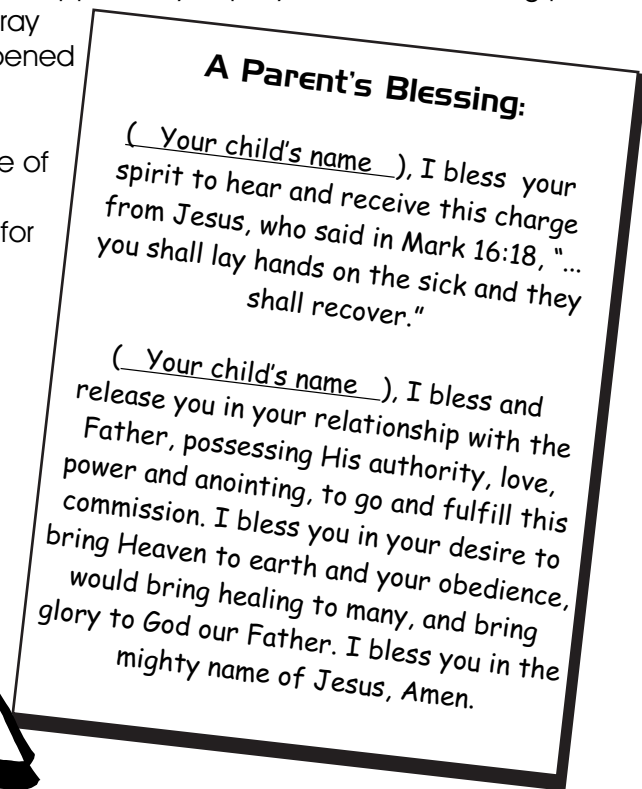 ray
pened
e of
for
A Parent's Blessing:
( Your child's name ), I bless your
spirit to hear and receive this charge
from Jesus, who said in Mark 16:18, “...
you shall lay hands on the sick and they
shall recover.”
( Your child's name ), I bless and
release you in your relationship with the
Father, possessing His authority, love,
power and anointing, to go and fulfill this
commission. I bless you in your desire to
bring Heaven to earth and your obedience,
would bring healing to many, and bring
glory to God our Father. I bless you in the
mighty name of Jesus, Amen.